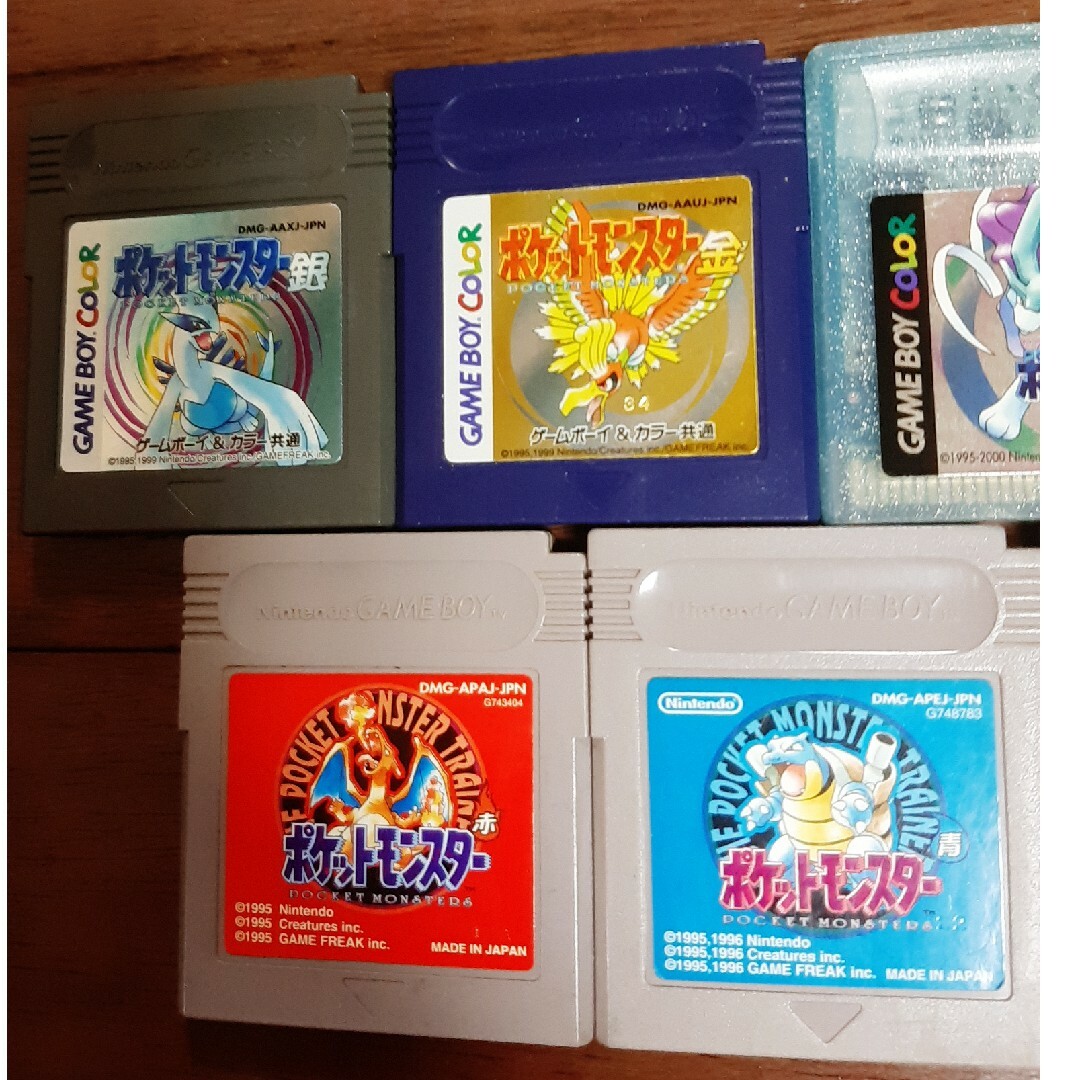 Nintendo GAME BOY
DMG-AAXJ-JPN
ポケットモンスター銀
POCKET MONSTERS
GAME BOY COLOR
ゲームボーイ&カラー共通
©1995,1999 Nintendo/Creatures inc./GAMEFREAK inc.
DMG-AAUJ-JPN
ポケットモンスター金
POCKET MONSTERS
GAME BOY COLOR
34
ゲームボーイ&カラー共通
©1995,1999 Nintendo/Creatures inc./GAMEFREAK inc.
GAME BOY COLOR
©1995-2000
Nintendo GAME BOY TM
DMG-APAJ-JPN
G743404
POCKET MONSTER
赤
ポケットモンスター
POCKET MONSTERS
©1995 Nintendo
©1995 Creatures inc.
©1995 GAME FREAK inc.
MADE IN JAPAN
Nintendo GAME BOY
Nintendo
DMG-APEJ-JPN
G748783
POCKET
青
ポケットモンスター
POCKET MONSTERS
©1995,1996 Nintendo
©1995,1996 Creatures inc.
©1995,1996 GAME FREAK inc. MADE IN JAPAN